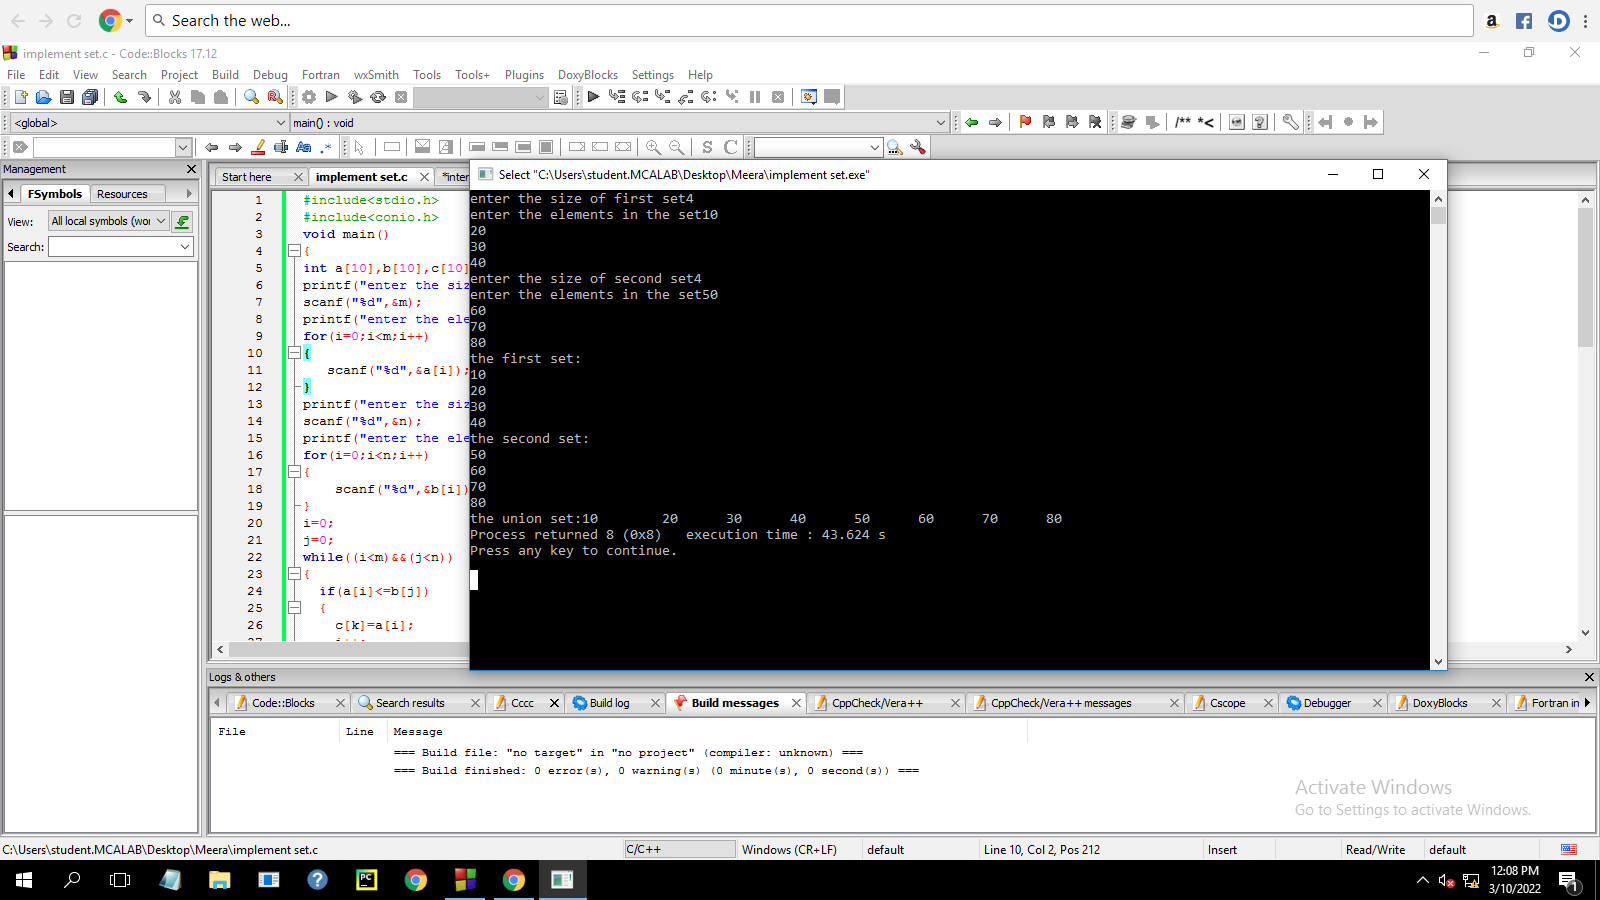 Search the web...
implement set.c - Code::Blocks 17.12
File Edit View Search Project Build Debug Fortran wxSmith Tools Tools+ Plugins DoxyBlocks Settings Help
<global> main() : void
Management
Start here implement set.c
FSymbols Resources
View: All local symbols (wo
Search:
Select "C:\Users\student.MCALAB\Desktop\Meera\implement set.exe"
1 #include<stdio.h>
2 #include<conio.h>
3 void main()
4 {
5 int a[10],b[10],c[10]
6 printf("enter the siz
7 scanf("%d",&m);
8 printf("enter the ele
9 for(i=0;i<m;i++)
10 {
11 scanf("%d",&a[i]);
12 }
13 printf("enter the siz
14 scanf("%d",&n);
15 printf("enter the ele
16 for(i=0;i<n;i++)
17 {
18 scanf("%d",&b[i])
19 }
20 i=0;
21 j=0;
22 while((i<m)&&(j<n))
23 {
24 if(a[i]<=b[j])
25 {
26 c[k]=a[i];
enter the size of first set4
enter the elements in the set10
20
30
40
enter the size of second set4
enter the elements in the set50
60
70
80
the first set:
10
20
30
40
the second set:
50
60
70
80
the union set:10 20 30 40 50 60 70 80
Process returned 8 (0x8) execution time : 43.624 s
Press any key to continue.
Logs & others
Code::Blocks Search results Cccc Build log Build messages CppCheck/Vera++ CppCheck/Vera++ messages Cscope Debugger DoxyBlocks Fortran in
File Line Message
=== Build file: "no target" in "no project" (compiler: unknown) ===
=== Build finished: 0 error(s), 0 warning(s) (0 minute(s), 0 second(s)) ===
Activate Windows
Go to Settings to activate Windows.
C:\Users\student.MCALAB\Desktop\Meera\implement set.c C/C++ Windows (CR+LF) default Line 10, Col 2, Pos 212 Insert Read/Write default
12:08 PM
3/10/2022